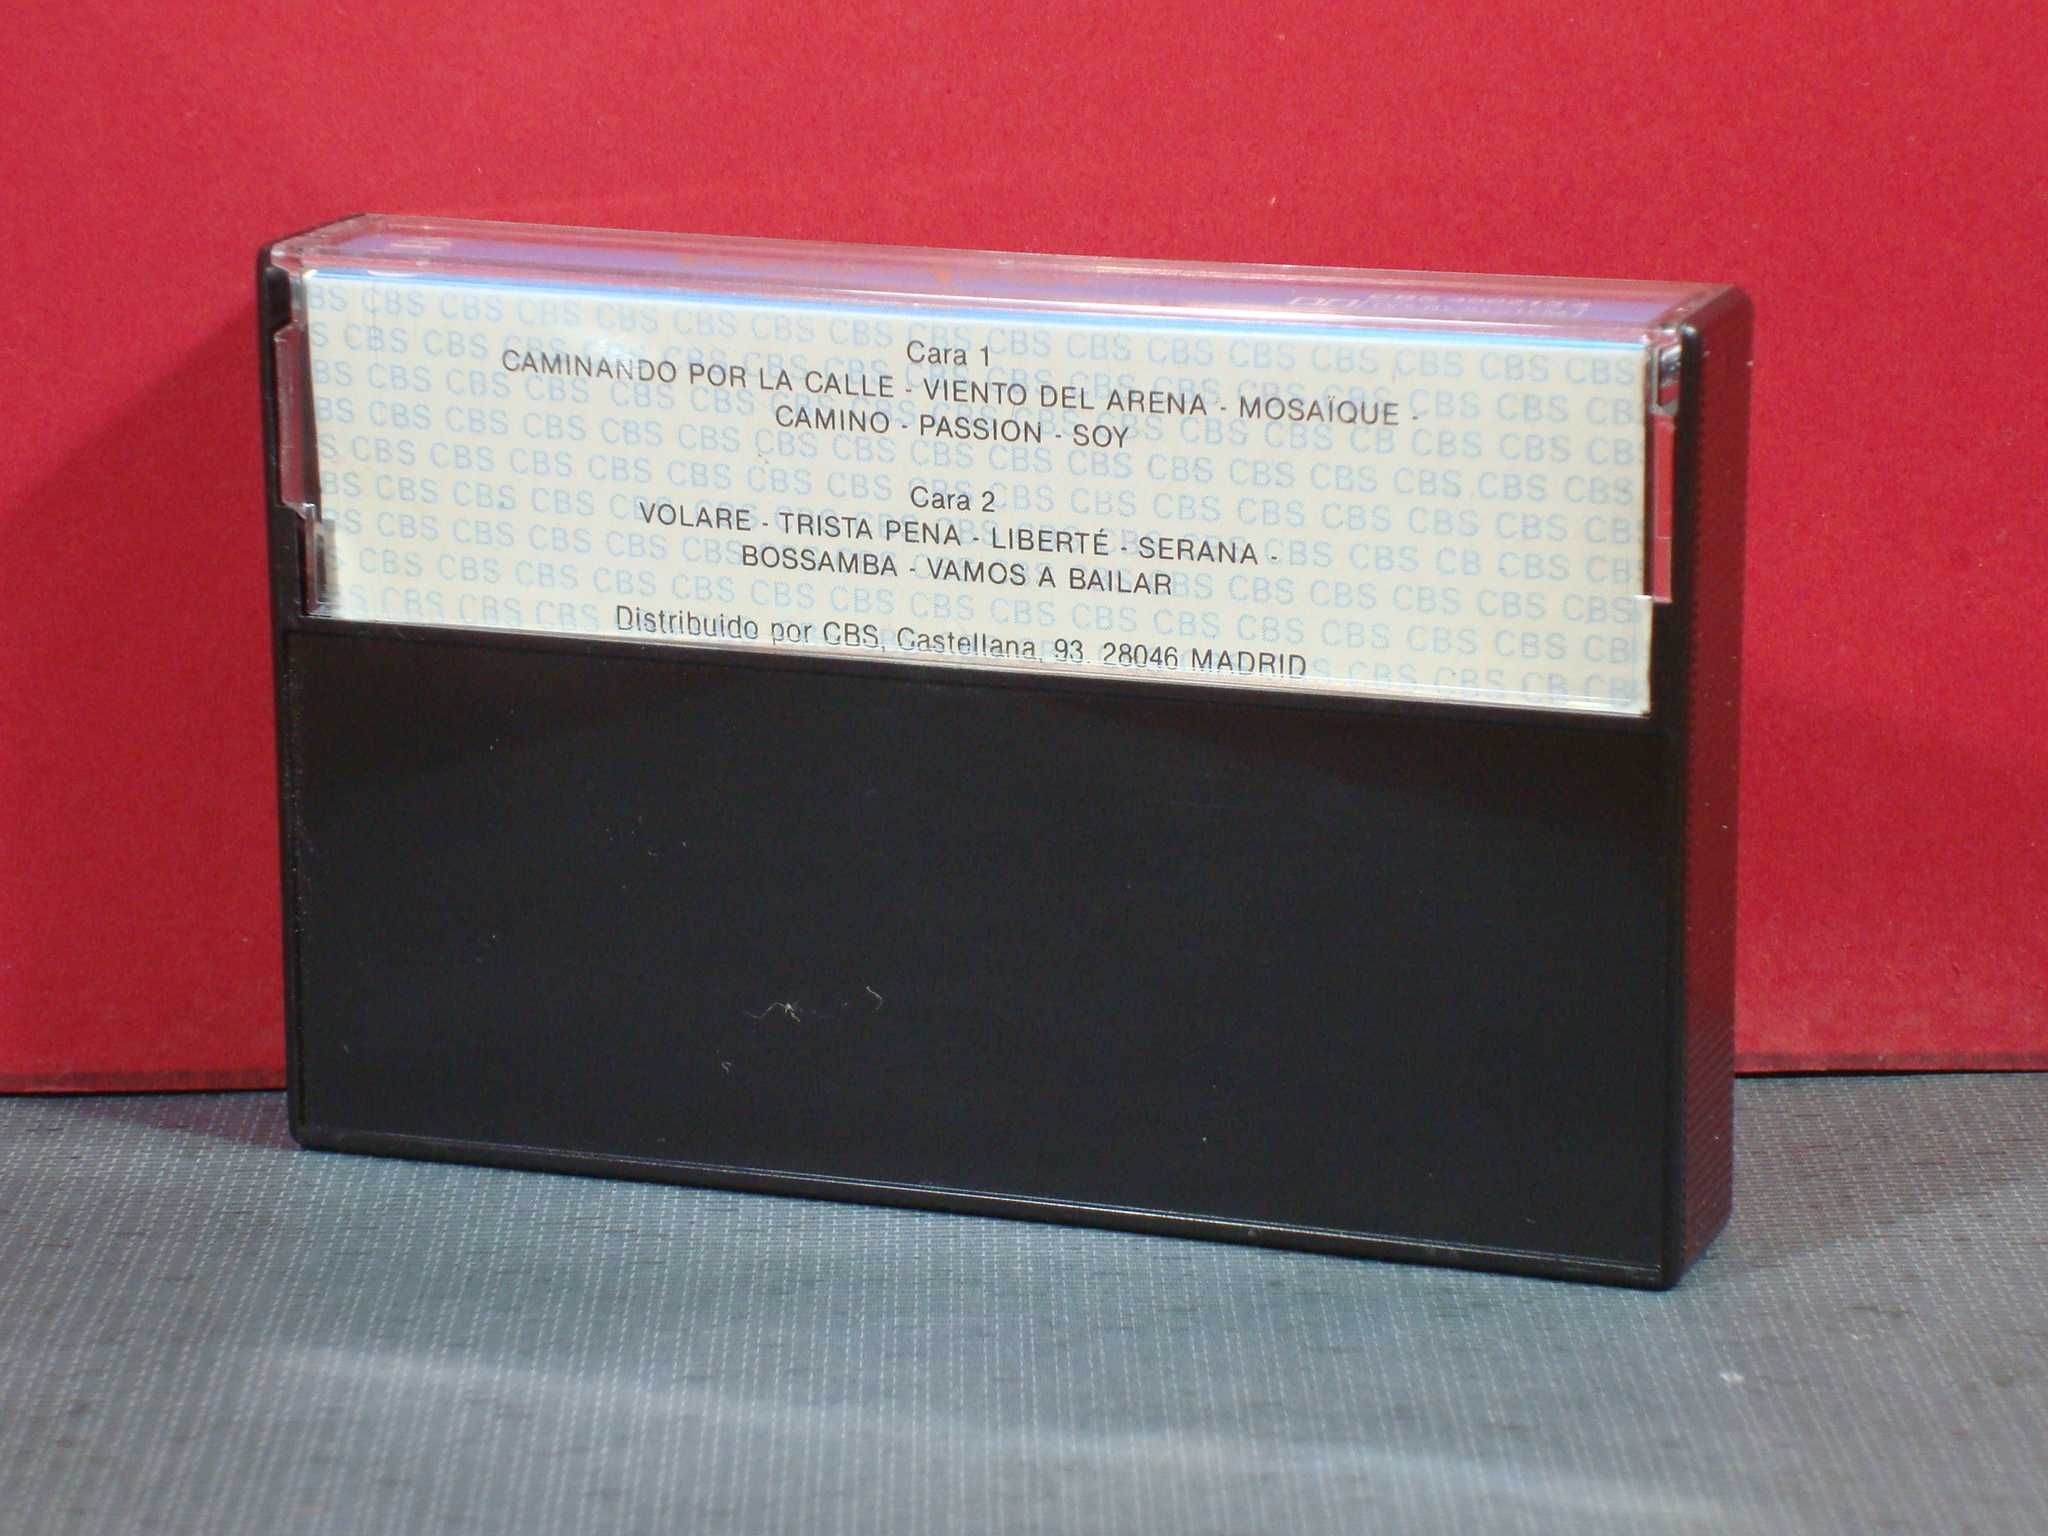 Cara 1
CAMINANDO POR LA CALLE - VIENTO DEL ARENA - MOSAÏQUE -
CAMINO - PASSION - SOY
Cara 2
VOLARE - TRISTA PENA - LIBERTÉ - SERANA -
BOSSAMBA - VAMOS A BAILAR
Distribuido por CBS, Castellana, 93. 28046 MADRID